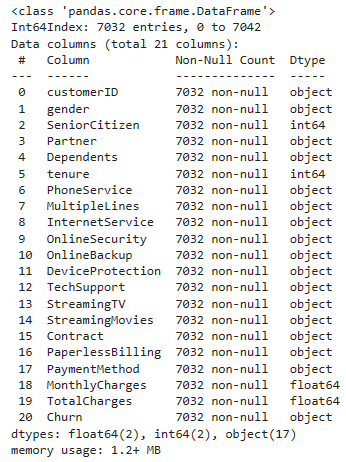 <class 'pandas.core.frame.DataFrame'>
Int64Index: 7032 entries, 0 to 7042
Data columns (total 21 columns):
 #   Column            Non-Null Count  Dtype
---  ------            --------------  -----
 0   customerID        7032 non-null   object
 1   gender            7032 non-null   object
 2   SeniorCitizen     7032 non-null   int64
 3   Partner           7032 non-null   object
 4   Dependents        7032 non-null   object
 5   tenure            7032 non-null   int64
 6   PhoneService      7032 non-null   object
 7   MultipleLines     7032 non-null   object
 8   InternetService   7032 non-null   object
 9   OnlineSecurity    7032 non-null   object
 10  OnlineBackup      7032 non-null   object
 11  DeviceProtection  7032 non-null   object
 12  TechSupport       7032 non-null   object
 13  StreamingTV       7032 non-null   object
 14  StreamingMovies   7032 non-null   object
 15  Contract          7032 non-null   object
 16  PaperlessBilling  7032 non-null   object
 17  PaymentMethod     7032 non-null   object
 18  MonthlyCharges    7032 non-null   float64
 19  TotalCharges      7032 non-null   float64
 20  Churn             7032 non-null   object
dtypes: float64(2), int64(2), object(17)
memory usage: 1.2+ MB